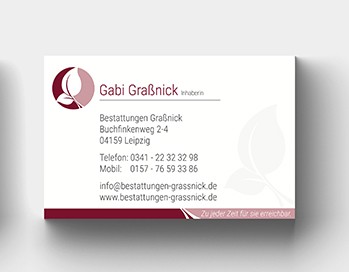 Gabi Graßnick Inhaberin
Bestattungen Graßnick
Buchfinkenweg 2-4
04159 Leipzig
Telefon: 0341 - 22 32 32 98
Mobil: 0157 - 76 59 33 86
info@bestattungen-grassnick.de
www.bestattungen-grassnick.de
Zu jeder Zeit für sie erreichbar.